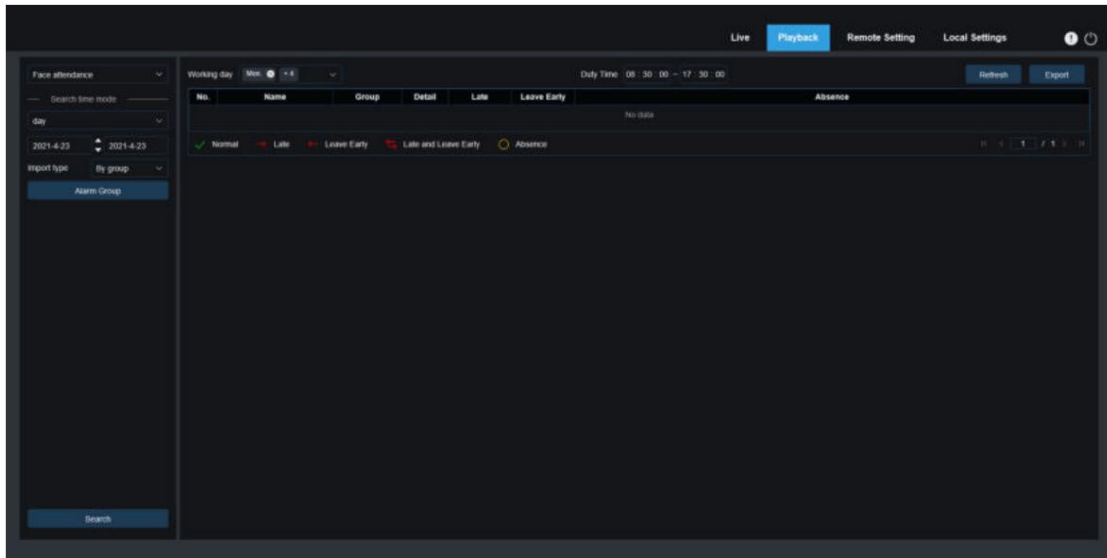 Live Playback Remote Setting Local Settings
Face attendance
Search time mode
day
2021-4-23 2021-4-23
Import type By group
Alarm Group
Search
Working day Mon. + 4 Duty Time 08 : 30 : 00 ~ 17 : 30 : 00 Refresh Export
No. Name Group Detail Late Leave Early Absence
No data
Normal Late Leave Early Late and Leave Early Absence 1 / 1